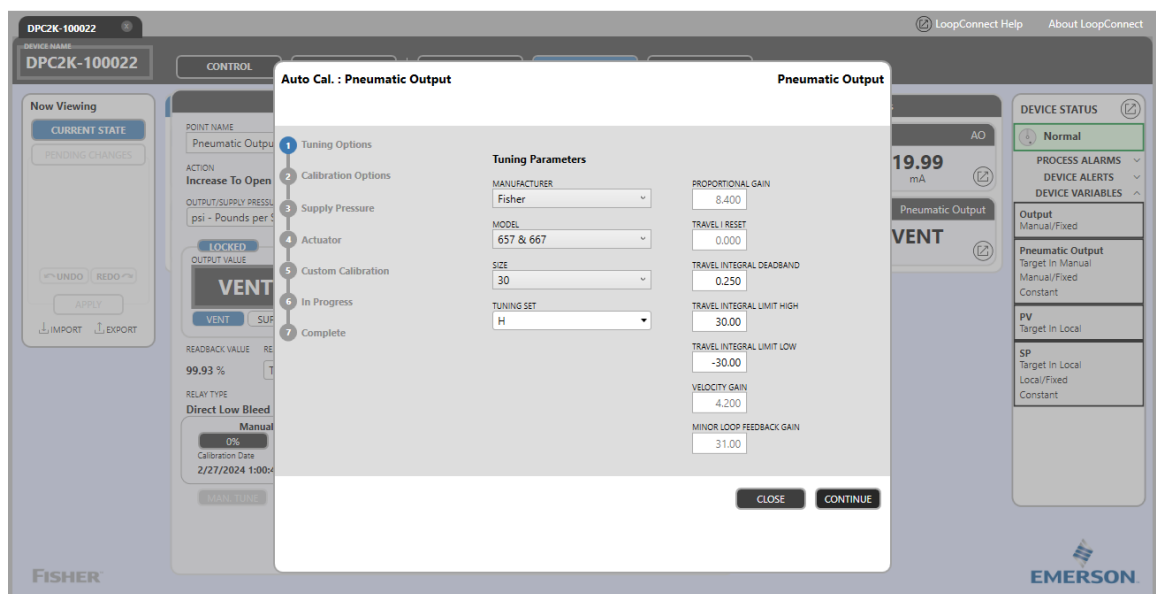 DPC2K-100022
LoopConnect Help About LoopConnect
DEVICE NAME
DPC2K-100022
CONTROL
Now Viewing
CURRENT STATE
PENDING CHANGES
UNDO REDO
APPLY
IMPORT EXPORT
POINT NAME
Pneumatic Outpu
ACTION
Increase To Open
OUTPUT/SUPPLY PRESSU
psi - Pounds per S
LOCKED
OUTPUT VALUE
VENT
VENT SUP
READBACK VALUE RE
99.93 % T
RELAY TYPE
Direct Low Bleed
Manual
0%
Calibration Date
2/27/2024 1:00:4
MAN. TUNE
Auto Cal. : Pneumatic Output
Pneumatic Output
1 Tuning Options
2 Calibration Options
3 Supply Pressure
4 Actuator
5 Custom Calibration
6 In Progress
7 Complete
Tuning Parameters
MANUFACTURER
Fisher
MODEL
657 & 667
SIZE
30
TUNING SET
H
PROPORTIONAL GAIN
8.400
TRAVEL I RESET
0.000
TRAVEL INTEGRAL DEADBAND
0.250
TRAVEL INTEGRAL LIMIT HIGH
30.00
TRAVEL INTEGRAL LIMIT LOW
-30.00
VELOCITY GAIN
4.200
MINOR LOOP FEEDBACK GAIN
31.00
CLOSE CONTINUE
AO
19.99
mA
Pneumatic Output
VENT
DEVICE STATUS
Normal
PROCESS ALARMS
DEVICE ALERTS
DEVICE VARIABLES
Output
Manual/Fixed
Pneumatic Output
Target In Manual
Manual/Fixed
Constant
PV
Target In Local
SP
Target In Local
Local/Fixed
Constant
FISHER
EMERSON